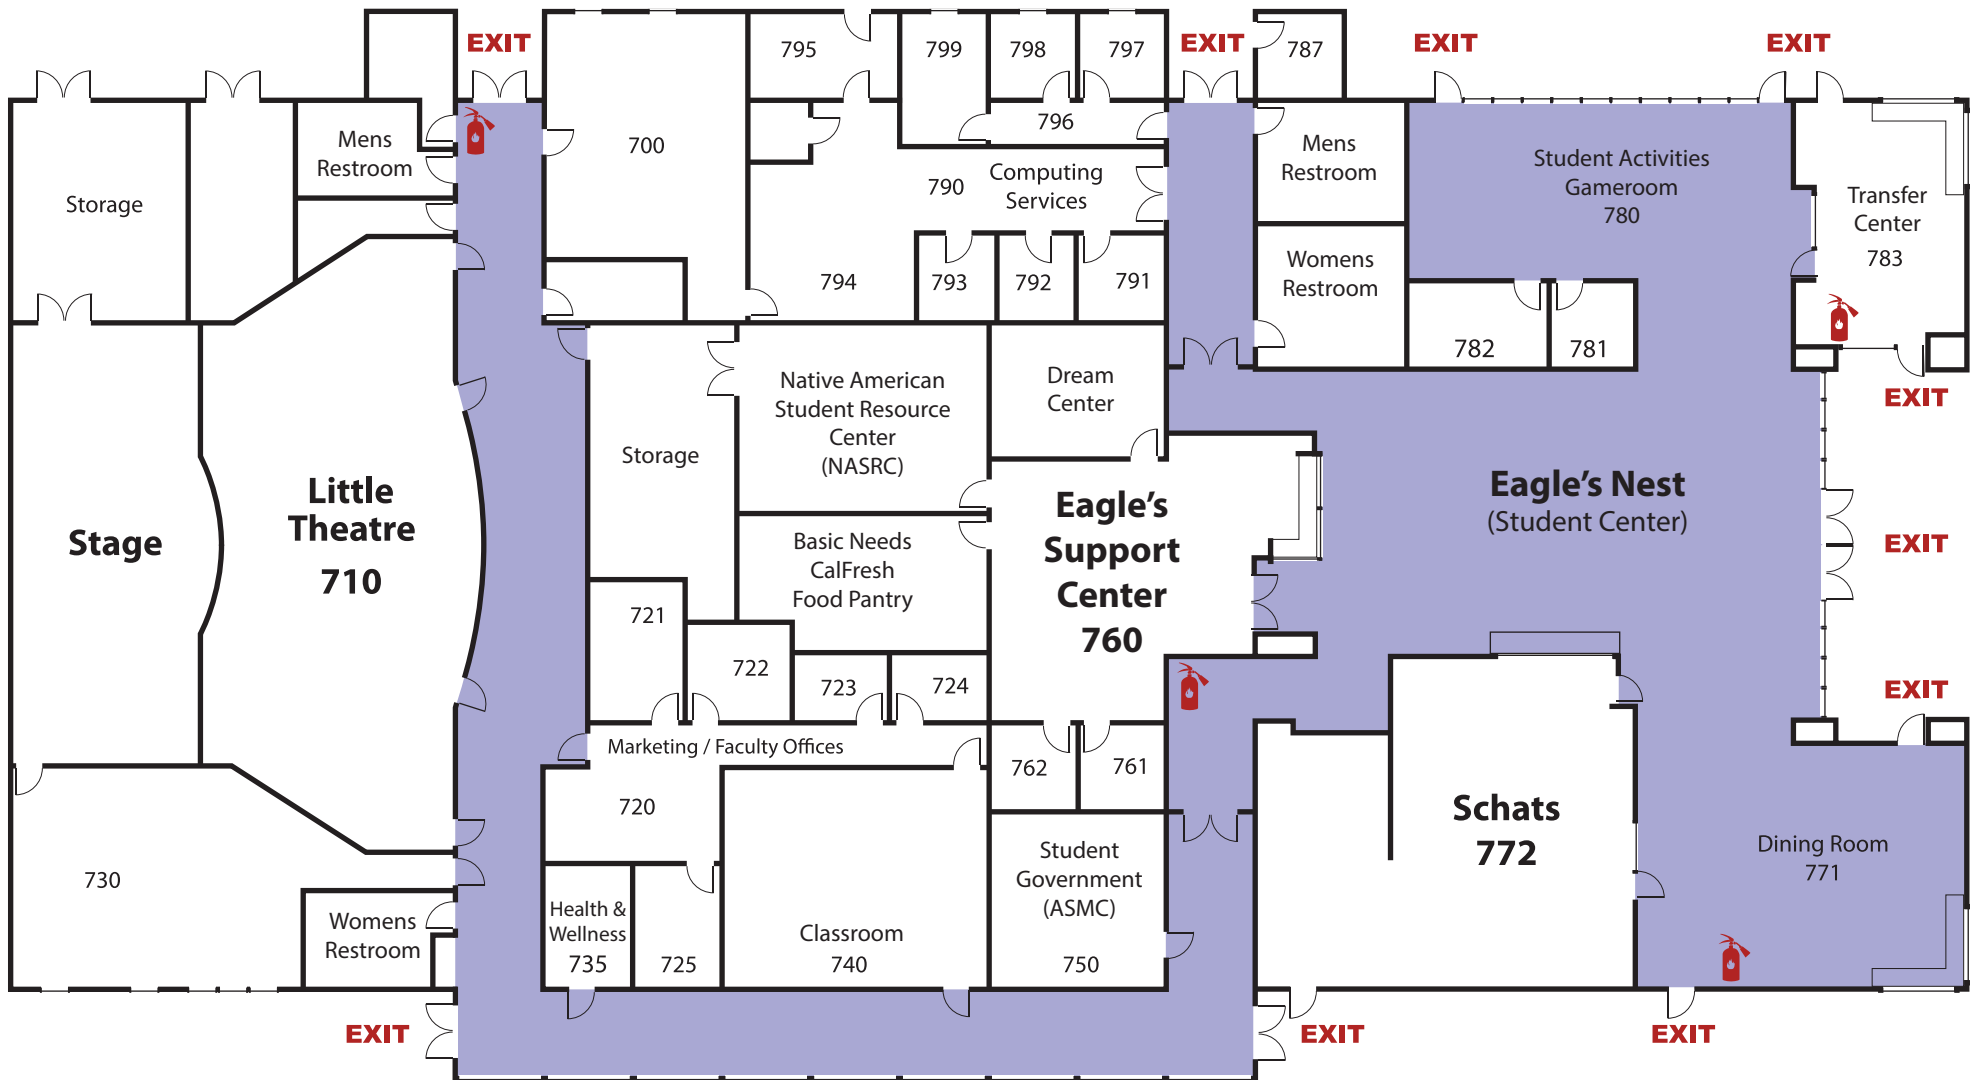 EXIT
EXIT
EXIT
EXIT
795
799
798
797
787
Mens
Restroom
700
796
Mens
Restroom
Student Activities
Gameroom
780
Storage
790
Computing
Services
Transfer
Center
783
Womens
Restroom
794
793
792
791
782
781
Native American
Student Resource
Center
(NASRC)
Dream
Center
EXIT
Storage
Little
Theatre
710
Stage
Eagle's
Support
Center
760
Eagle's Nest
(Student Center)
EXIT
Basic Needs
CalFresh
Food Pantry
721
722
723
724
EXIT
Marketing / Faculty Offices
762
761
720
Schats
772
Dining Room
771
730
Student
Government
(ASMC)
750
Womens
Restroom
Health &
Wellness
735
725
Classroom
740
EXIT
EXIT
EXIT